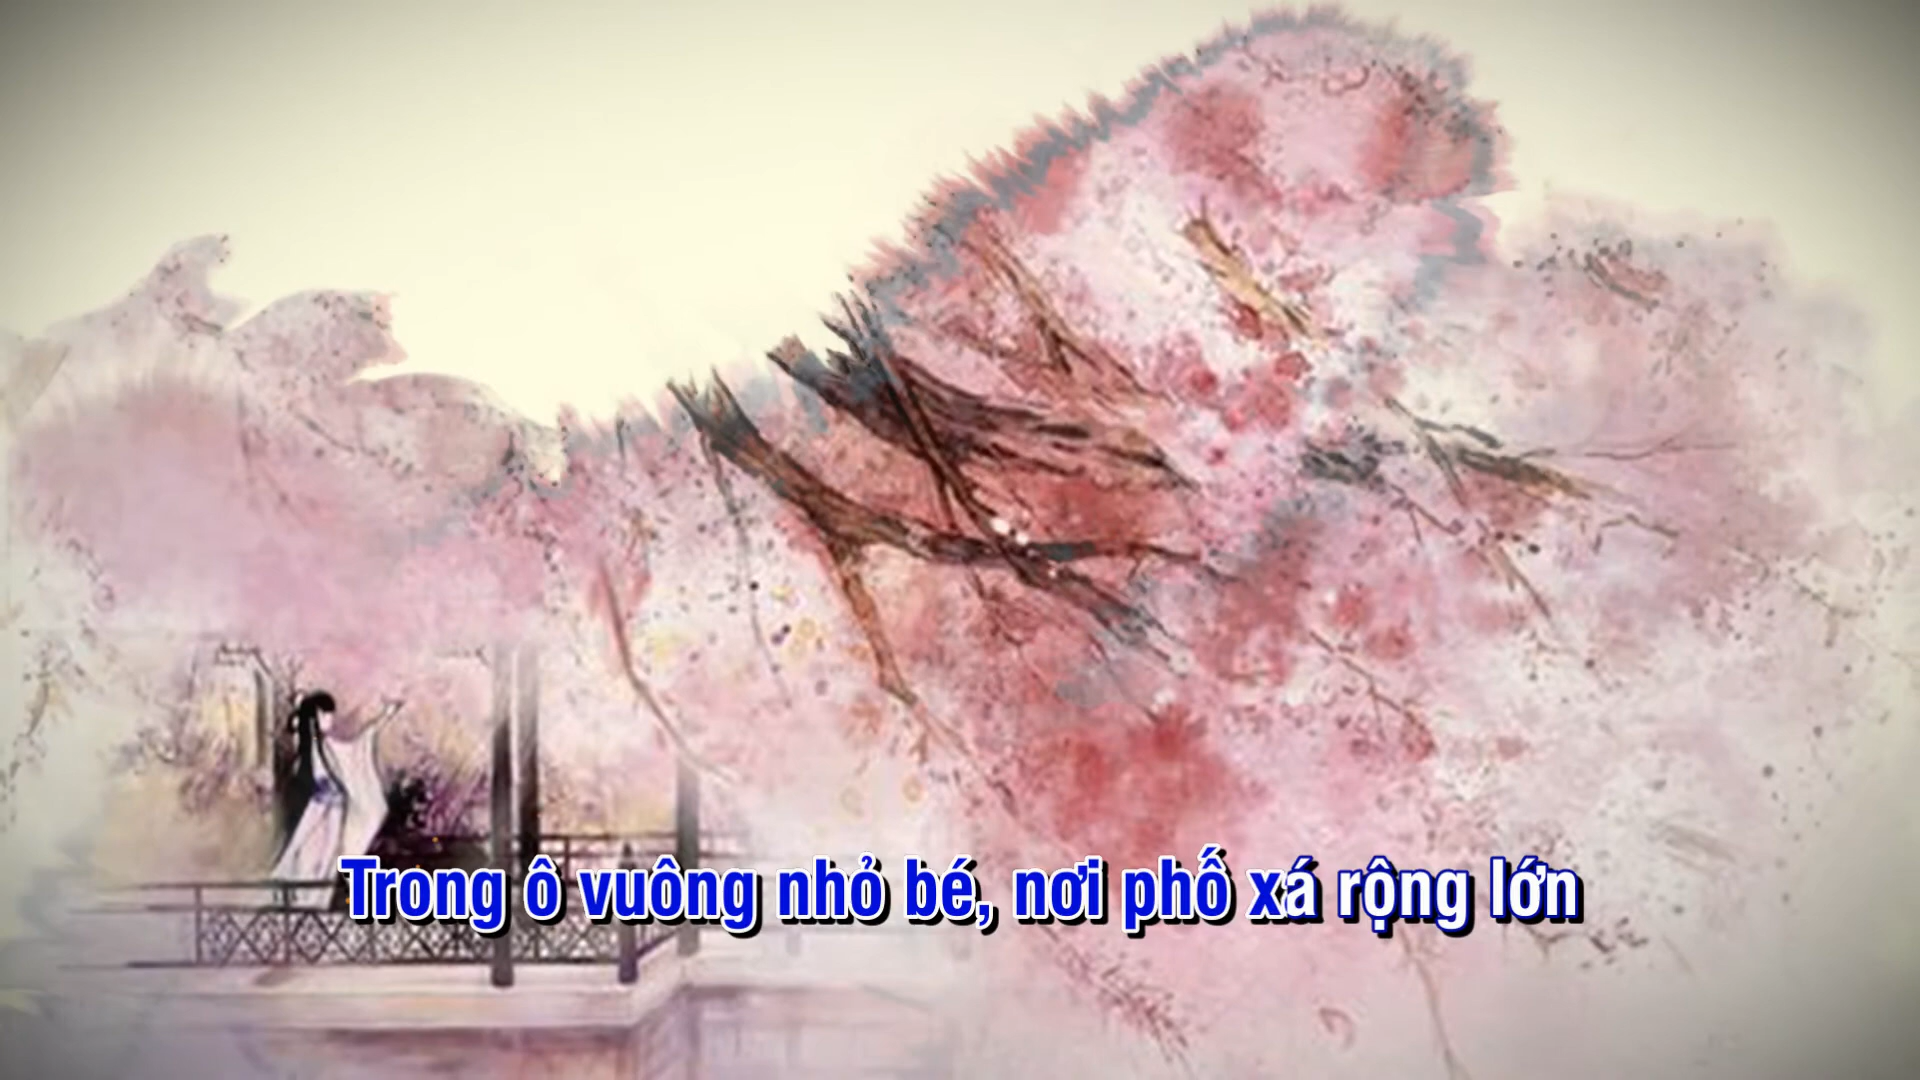 Trong ô vuông nhỏ bé, nơi phố xá rộng lớn